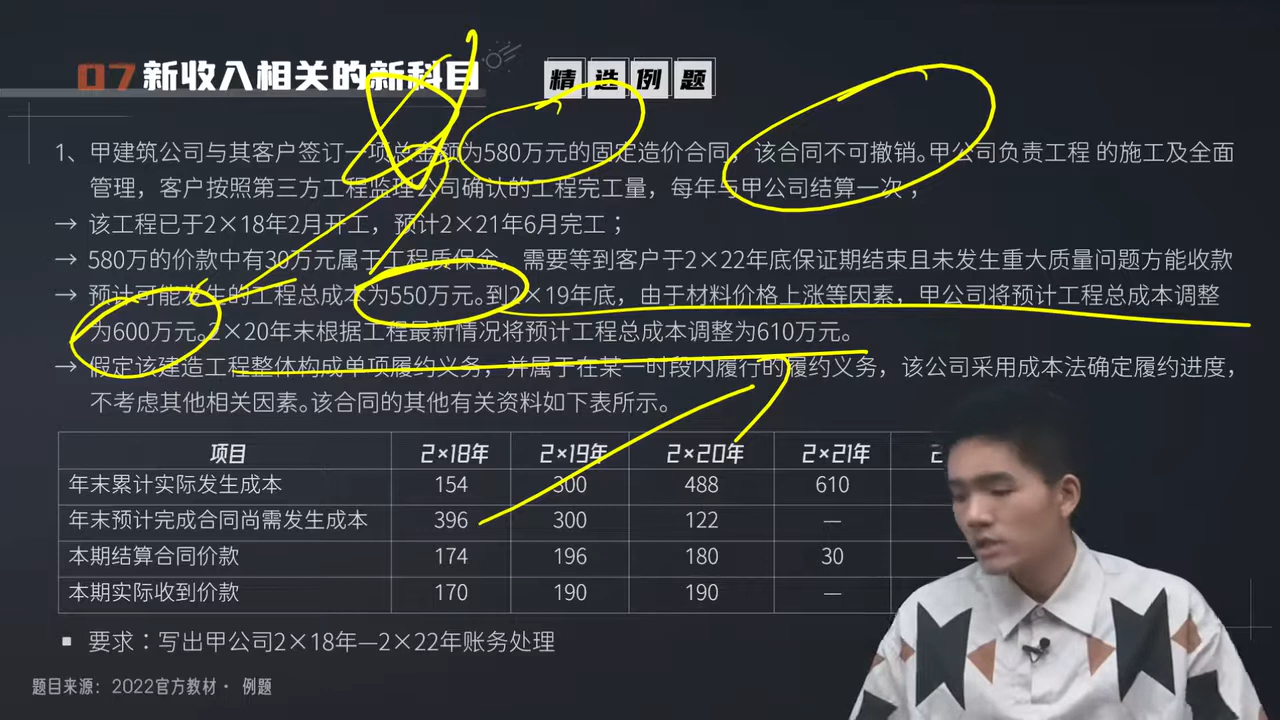 07 新收入相关的新科目 精选例题
1、甲建筑公司与其客户签订一项总金额为580万元的固定造价合同，该合同不可撤销。甲公司负责工程 的施工及全面
管理，客户按照第三方工程监理公司确认的工程完工量，每年与甲公司结算一次；
→ 该工程已于2×18年2月开工，预计2×21年6月完工；
→ 580万的价款中有30万元属于工程质保金，需要等到客户于2×22年底保证期结束且未发生重大质量问题方能收款
→ 预计可能发生的工程总成本为550万元。到2×19年底，由于材料价格上涨等因素，甲公司将预计工程总成本调整
为600万元。2×20年末根据工程最新情况将预计工程总成本调整为610万元。
→ 假定该建造工程整体构成单项履约义务，并属于在某一时段内履行的履约义务，该公司采用成本法确定履约进度，
不考虑其他相关因素。该合同的其他有关资料如下表所示。
项目 2×18年 2×19年 2×20年 2×21年
年末累计实际发生成本 154 300 488 610
年末预计完成合同尚需发生成本 396 300 122 —
本期结算合同价款 174 196 180 30 —
本期实际收到价款 170 190 190 —
▪ 要求：写出甲公司2×18年—2×22年账务处理
题目来源：2022官方教材· 例题